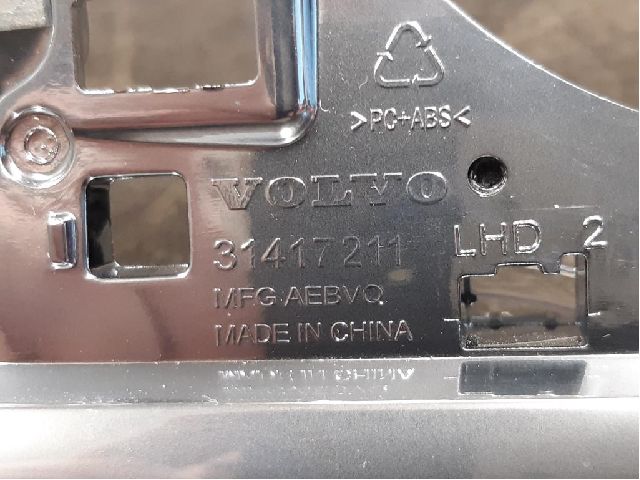 >PC+ABS<
VOLVO
31417211
LHD 2
MFG:AEBVQ
MADE IN CHINA